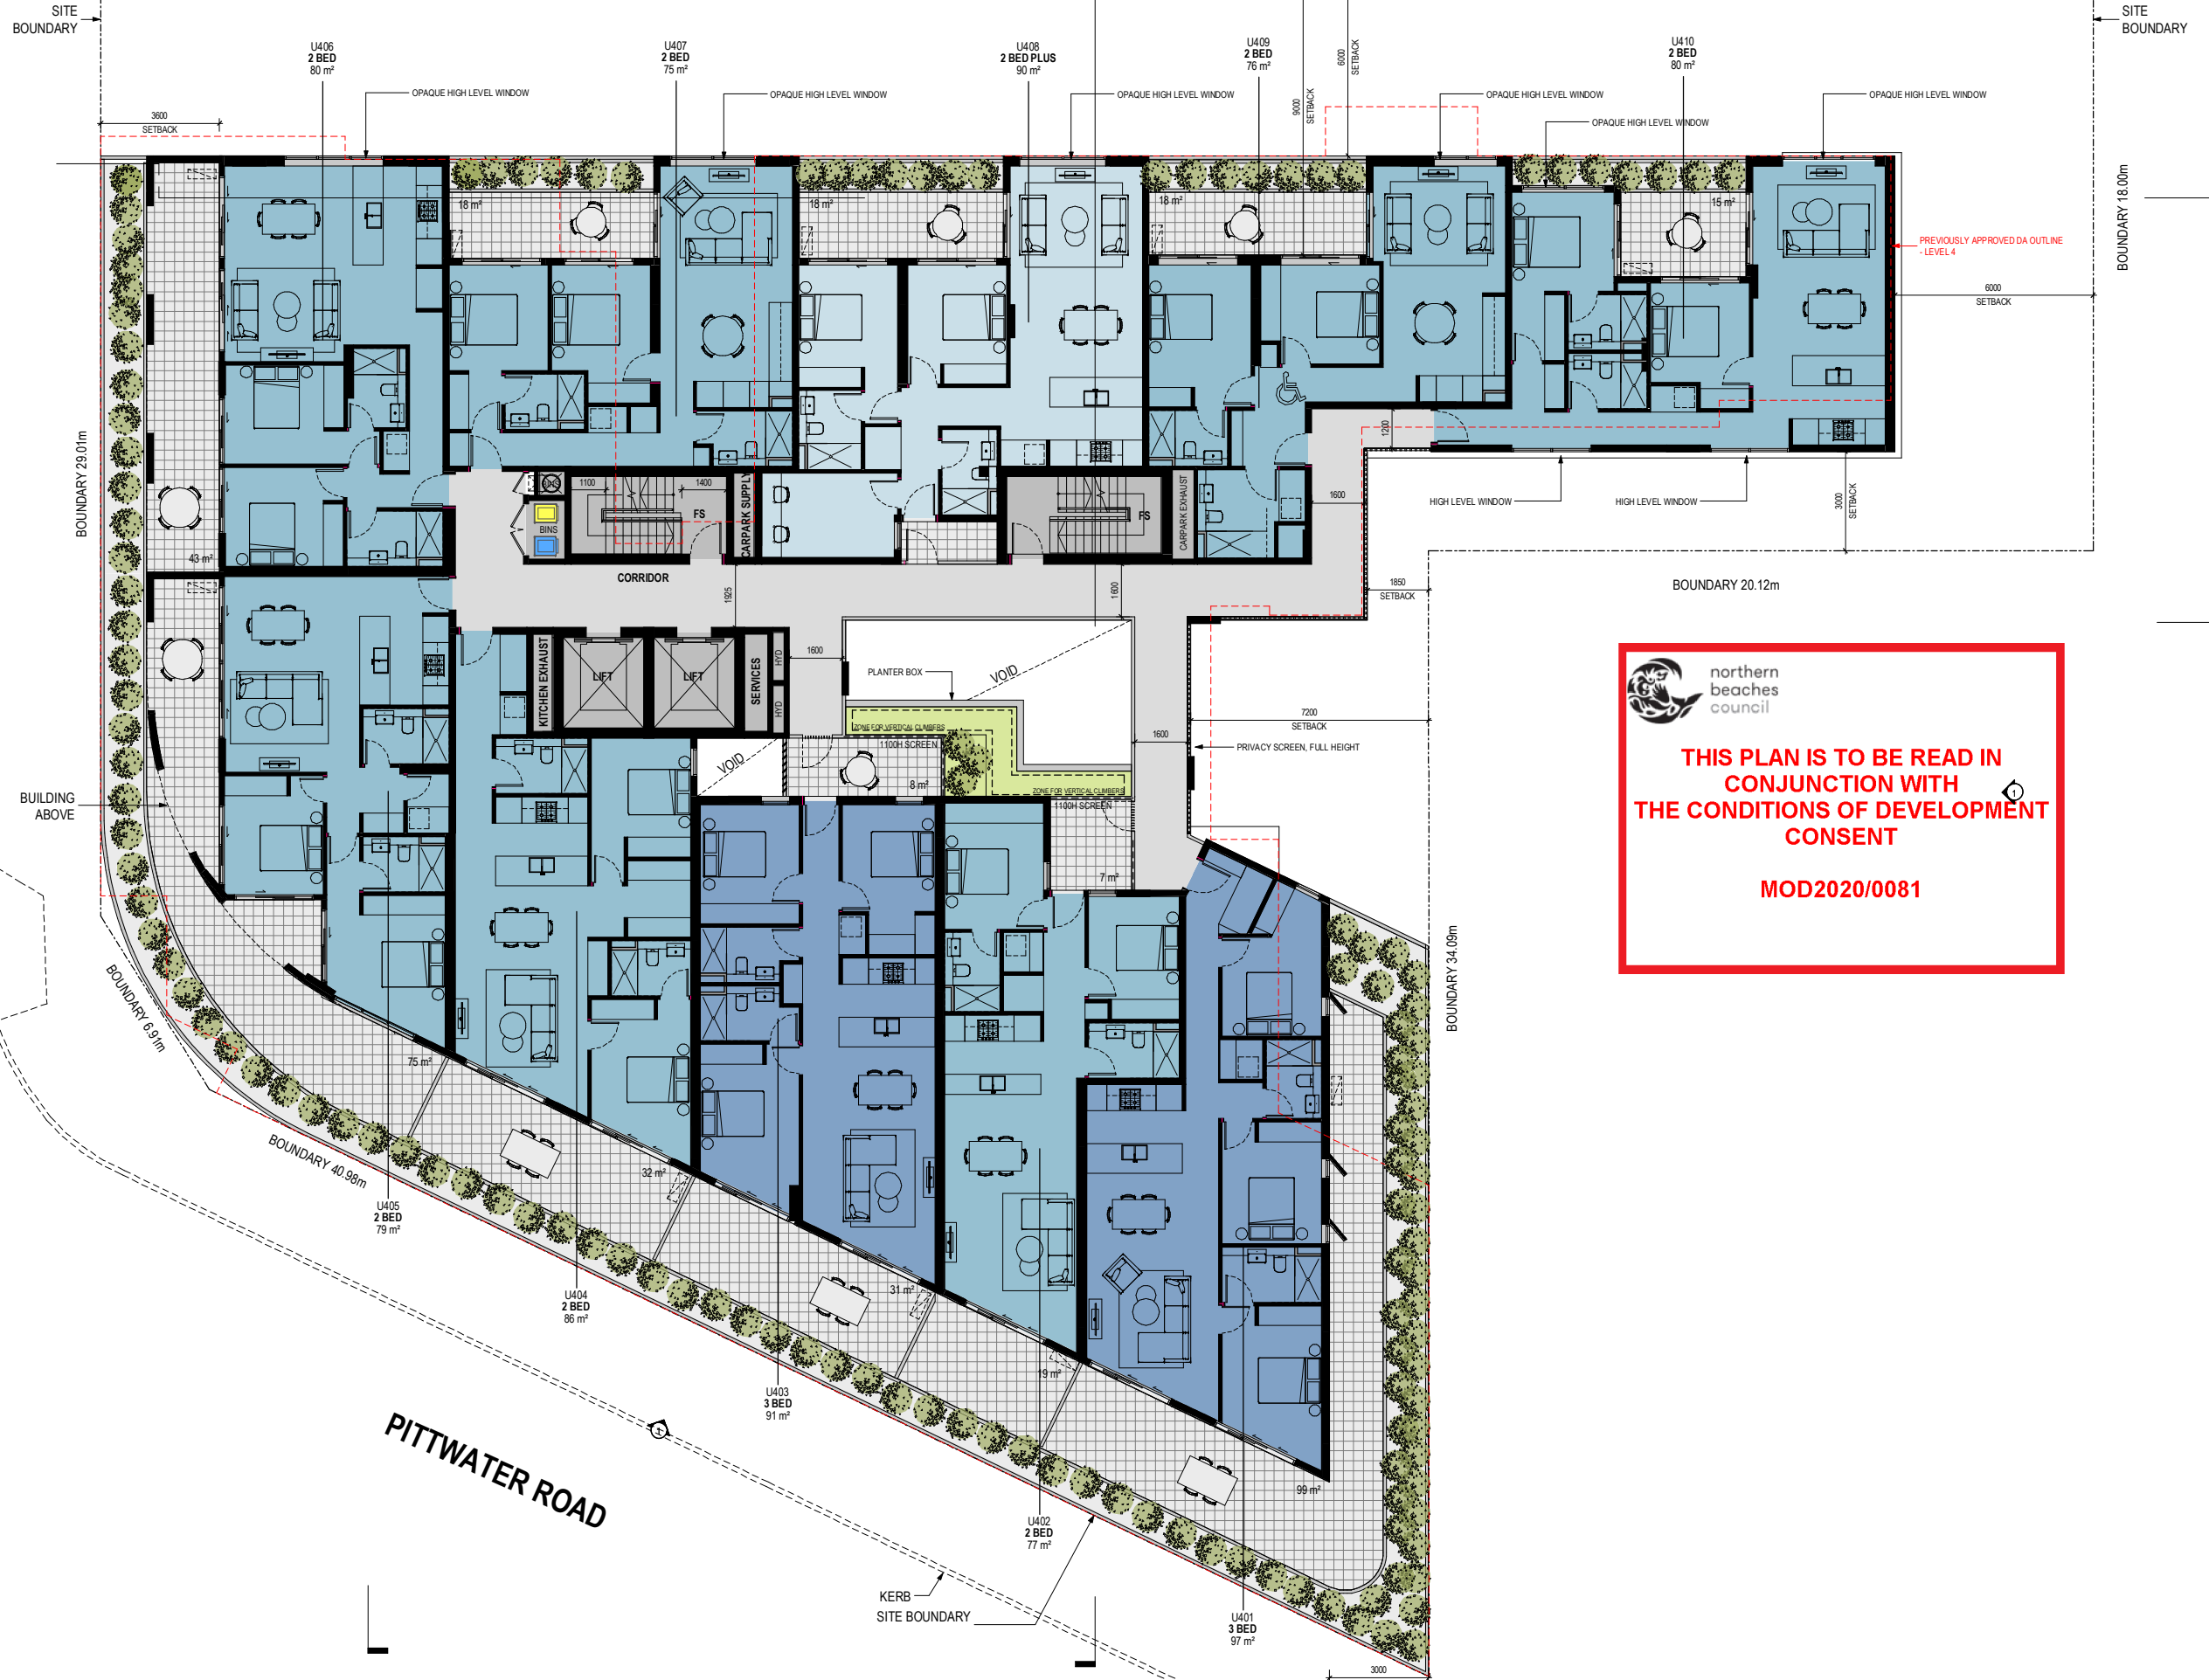 SITE
BOUNDARY
SITE
BOUNDARY
U406
2 BED
80 m²
U407
2 BED
75 m²
U408
2 BED PLUS
90 m²
U409
2 BED
76 m²
6000
SETBACK
U410
2 BED
80 m²
OPAQUE HIGH LEVEL WINDOW
OPAQUE HIGH LEVEL WINDOW
OPAQUE HIGH LEVEL WINDOW
9000
SETBACK
OPAQUE HIGH LEVEL WINDOW
OPAQUE HIGH LEVEL WINDOW
OPAQUE HIGH LEVEL WINDOW
3600
SETBACK
18 m²
18 m²
18 m²
15 m²
BOUNDARY 18.00m
PREVIOUSLY APPROVED DA OUTLINE
- LEVEL 4
6000
SETBACK
BOUNDARY 29.01m
1200
HIGH LEVEL WINDOW
HIGH LEVEL WINDOW
3000
SETBACK
BINS
BINS
1100
1400
FS
CARPARK SUPPLY
FS
CARPARK EXHAUST
1600
43 m²
CORRIDOR
1925
1600
1850
SETBACK
BOUNDARY 20.12m
KITCHEN EXHAUST
LIFT
LIFT
SERVICES
HYD
HYD
1600
PLANTER BOX
VOID
ZONE FOR VERTICAL CLIMBERS
1100H SCREEN
VOID
8 m²
ZONE FOR VERTICAL CLIMBERS
1100H SCREEN
7 m²
1600
7200
SETBACK
PRIVACY SCREEN, FULL HEIGHT
northern
beaches
council
THIS PLAN IS TO BE READ IN
CONJUNCTION WITH
THE CONDITIONS OF DEVELOPMENT
CONSENT
MOD2020/0081
1
BUILDING
ABOVE
BOUNDARY 34.09m
BOUNDARY 6.91m
75 m²
BOUNDARY 40.98m
32 m²
31 m²
19 m²
99 m²
U405
2 BED
79 m²
U404
2 BED
86 m²
U403
3 BED
91 m²
U402
2 BED
77 m²
U401
3 BED
97 m²
PITTWATER ROAD
1
KERB
SITE BOUNDARY
3000